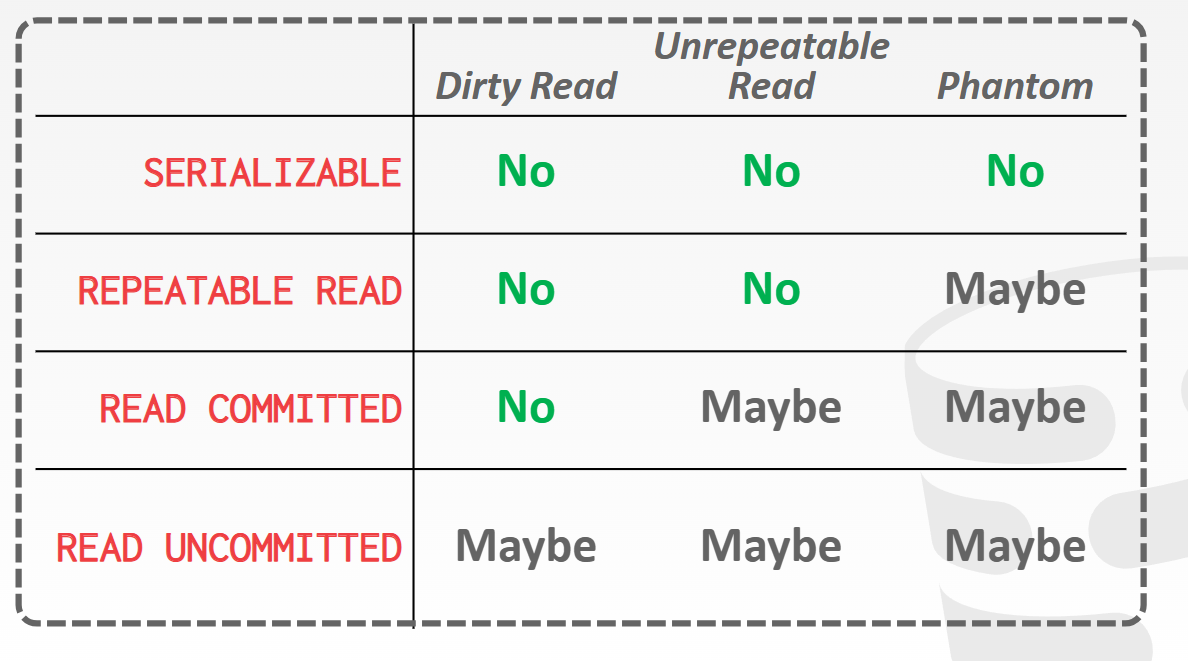 Dirty Read Unrepeatable Read Phantom
SERIALIZABLE No No No
REPEATABLE READ No No Maybe
READ COMMITTED No Maybe Maybe
READ UNCOMMITTED Maybe Maybe Maybe